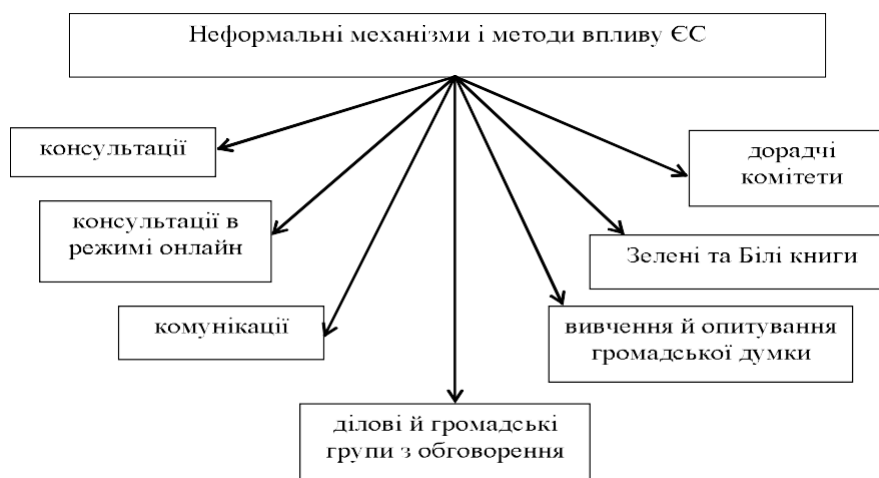 Неформальні механізми і методи впливу ЄС
консультації
дорадчі
комітети
консультації в
режимі онлайн
Зелені та Білі книги
комунікації
вивчення й опитування
громадської думки
ділові й громадські
групи з обговорення